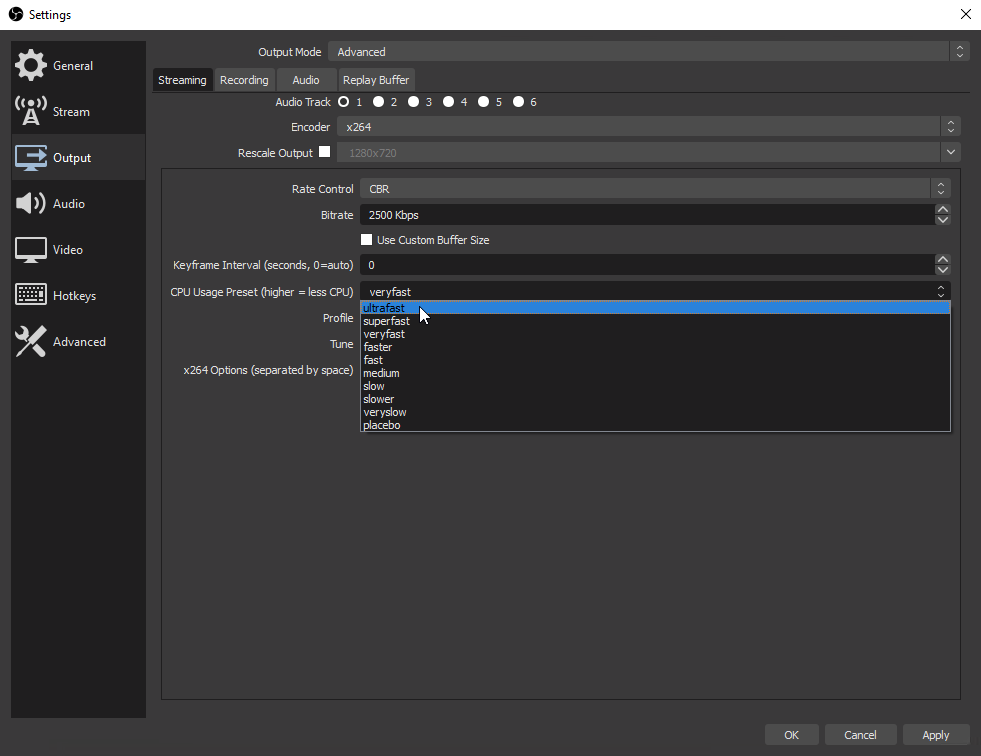 Settings
General
Stream
Output
Audio
Video
Hotkeys
Advanced
Output Mode Advanced
Streaming Recording Audio Replay Buffer
Audio Track 1 2 3 4 5 6
Encoder x264
Rescale Output 1280x720
Rate Control CBR
Bitrate 2500 Kbps
Use Custom Buffer Size
Keyframe Interval (seconds, 0=auto) 0
CPU Usage Preset (higher = less CPU) veryfast
Profile
Tune
x264 Options (separated by space)
ultrafast
superfast
veryfast
faster
fast
medium
slow
slower
veryslow
placebo
OK Cancel Apply